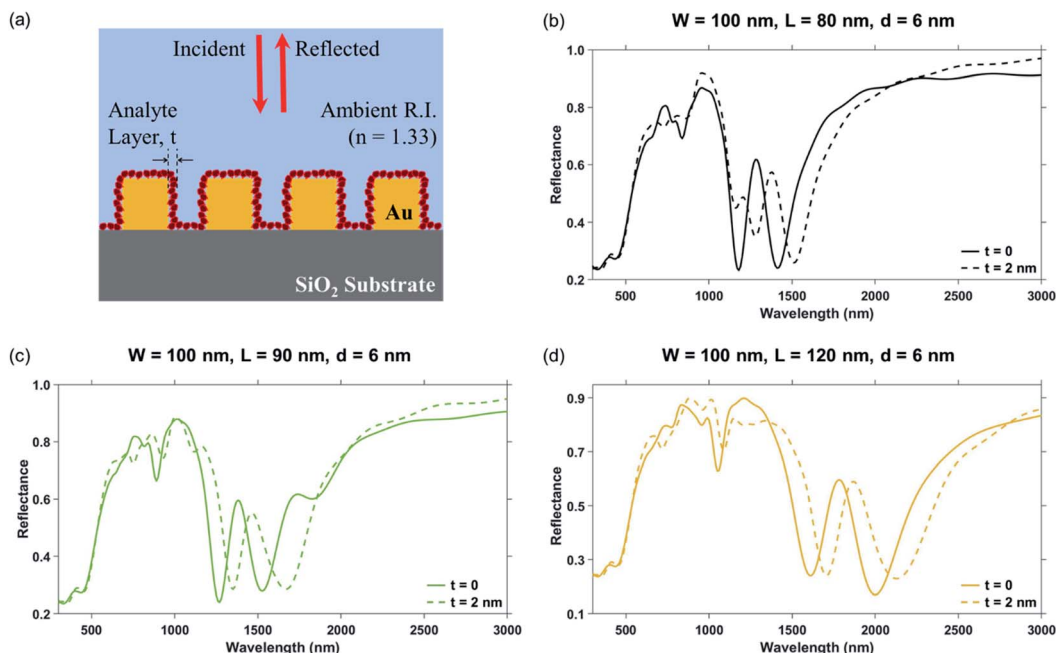 (a)
Incident Reflected
Analyte
Layer, t
Ambient R.I.
(n = 1.33)
Au
SiO₂ Substrate
(b)
W = 100 nm, L = 80 nm, d = 6 nm
Reflectance
1.0
0.8
0.6
0.4
0.2
t = 0
t = 2 nm
500 1000 1500 2000 2500 3000
Wavelength (nm)
(c)
W = 100 nm, L = 90 nm, d = 6 nm
Reflectance
1.0
0.8
0.6
0.4
0.2
t = 0
t = 2 nm
500 1000 1500 2000 2500 3000
Wavelength (nm)
(d)
W = 100 nm, L = 120 nm, d = 6 nm
Reflectance
0.9
0.7
0.5
0.3
0.1
t = 0
t = 2 nm
500 1000 1500 2000 2500 3000
Wavelength (nm)